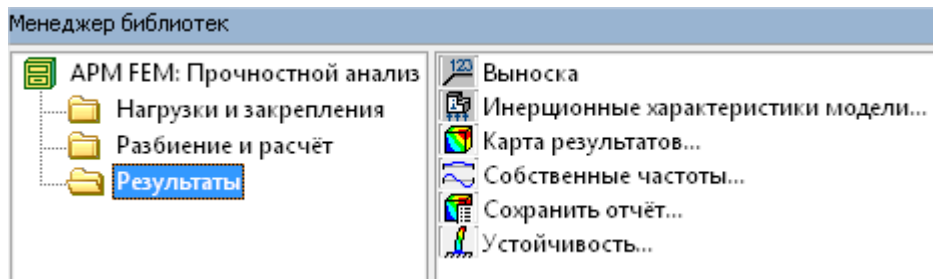 Менеджер библиотек
APM FEM: Прочностной анализ
Нагрузки и закрепления
Разбиение и расчёт
Результаты
123 Выноска
Инерционные характеристики модели...
Карта результатов...
Собственные частоты...
Сохранить отчёт...
Устойчивость...